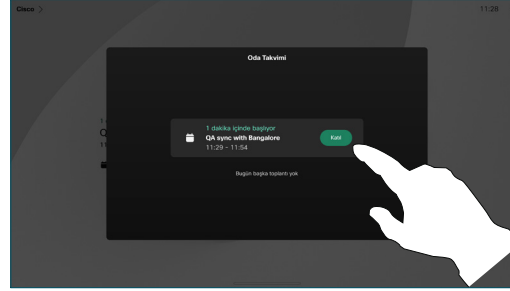 Cisco
11:28
Oda Takvimi
1 dakika içinde başlıyor
QA sync with Bangalore
11:29 – 11:54
Katıl
Bugün başka toplantı yok